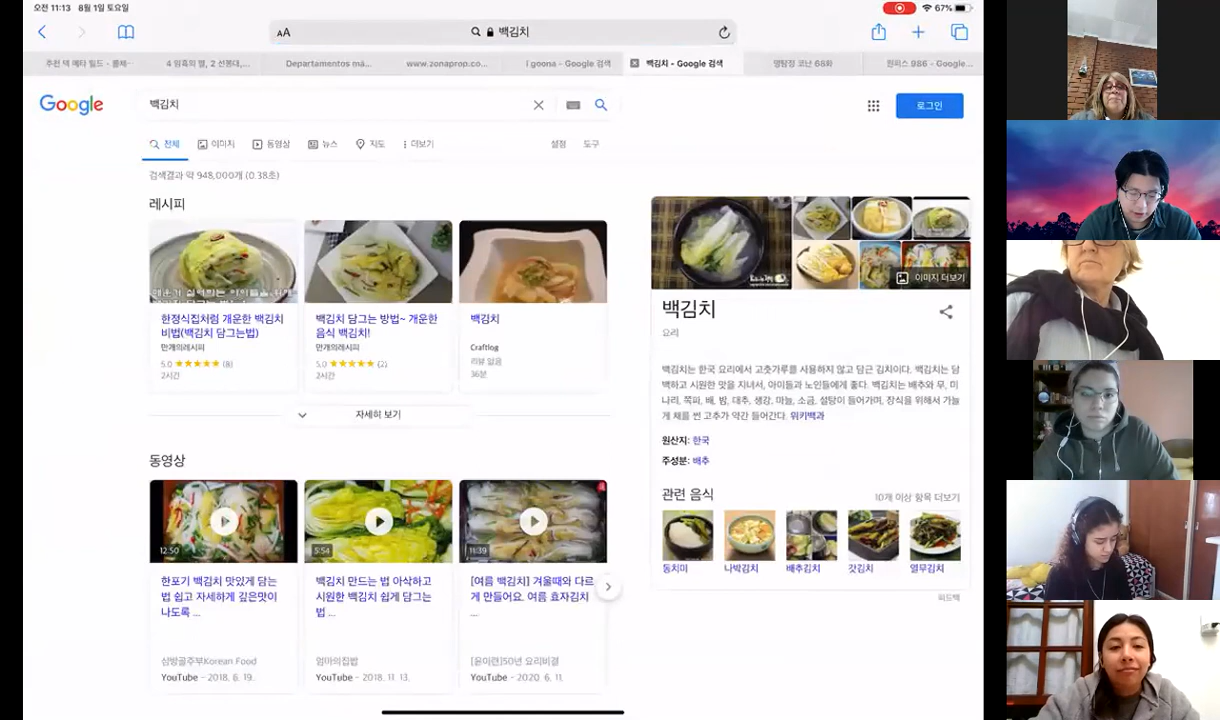 오전 11:13 8월 1일 토요일
67%
AA
백김치
4 임혹의 별, 2 선봉대,...
Departamentos má...
www.zonaprop.co...
i goona - Google 검색
백김치 - Google 검색
명탐정 코난 68화
원피스 986 - Google...
Google
백김치
로그인
전체
이미지
동영상
뉴스
지도
더보기
설정
도구
검색결과 약 948,000개 (0.38초)
레시피
한정식집처럼 개운한 백김치
비법(백김치 담그는법)
만개의레시피
5.0 ★★★★★ (8)
2시간
백김치 담그는 방법~ 개운한
음식 백김치!
만개의레시피
5.0 ★★★★★ (2)
2시간
백김치
Craftlog
리뷰 없음
36분
자세히 보기
동영상
12:50
한포기 백김치 맛있게 담는
법 쉽고 자세하게 깊은맛이
나도록 ...
심방골주부Korean Food
YouTube - 2018. 6. 19.
5:54
백김치 만드는 법 아삭하고
시원한 백김치 쉽게 담그는
법 ...
엄마의집밥
YouTube - 2018. 11. 13.
11:39
[여름 백김치] 겨울때와 다르
게 만들어요. 여름 효자김치
...
[윤이련]50년 요리비결
YouTube - 2020. 6. 11.
이미지 더보기
백김치
요리
백김치는 한국 요리에서 고춧가루를 사용하지 않고 담근 김치이다. 백김치는 담
백하고 시원한 맛을 지녀서, 아이들과 노인들에게 좋다. 백김치는 배추와 무, 미
나리, 쪽파, 배, 밤, 대추, 생강, 마늘, 소금, 설탕이 들어가며, 장식을 위해서 가늘
게 채를 썬 고추가 약간 들어간다. 위키백과
원산지: 한국
주성분: 배추
관련 음식
10개 이상 항목 더보기
동치미
나박김치
배추김치
갓김치
열무김치
피드백